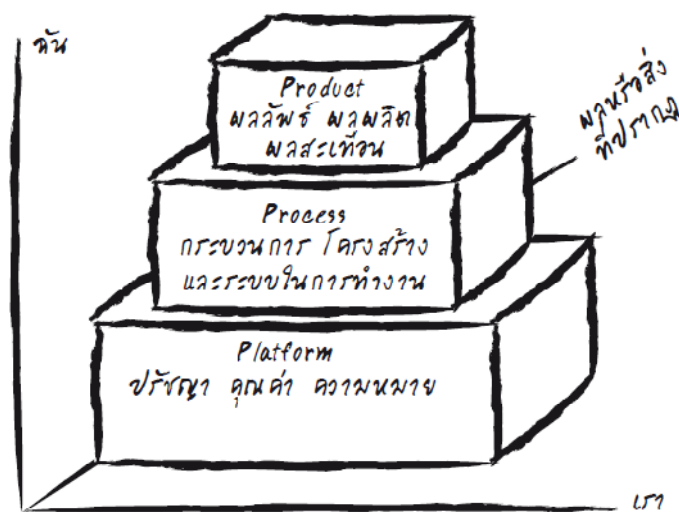 ฉัน
Product
ผลลัพธ์ ผลผลิต
ผลสะเทือน
ผลหรือสิ่ง
ที่ปรากฏ
Process
กระบวนการ โครงสร้าง
และระบบในการทำงาน
Platform
ปรัชญา คุณค่า ความหมาย
เรา